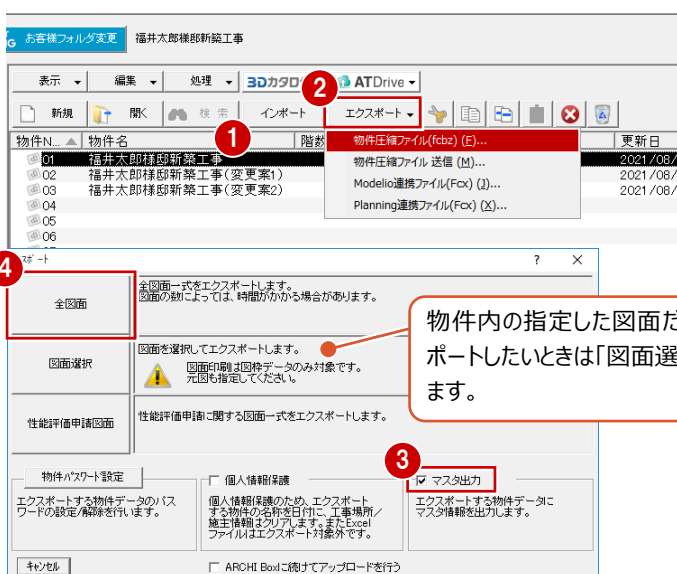 お客様フォルダ変更 福井太郎様邸新築工事
表示 編集 処理 3Dカタロ ATDrive
2
新規 開く 検索 インポート エクスポート
1
物件N... 物件名 階数 更新日
物件圧縮ファイル(fcbz) (F)...
物件圧縮ファイル 送信 (M)...
Modelio連携ファイル(Fcx) (J)...
Planning連携ファイル(Fcx) (X)...
01 福井太郎様邸新築工事 2021/08/
02 福井太郎様邸新築工事(変更案1) 2021/08/
03 福井太郎様邸新築工事(変更案2) 2021/08/
04
05
06
ｽﾎﾟｰﾄ ? ×
4
全図面
全図面一式をエクスポートします。
図面の数によっては、時間がかかる場合があります。
図面選択
図面を選択してエクスポートします。
図面印刷は図枠データのみ対象です。
元図も指定してください。
物件内の指定した図面だ
ポートしたいときは「図面選
ます。
性能評価申請図面
性能評価申請に関する図面一式をエクスポートします。
3
物件ﾊﾟｽﾜｰﾄﾞ設定
エクスポートする物件データのパス
ワードの設定/解除を行います。
個人情報保護
個人情報保護のため、エクスポート
する物件の名称を日付に、工事場所／
施主情報はクリアします。またExcel
ファイルはエクスポート対象外です。
マスタ出力
エクスポートする物件データに
マスタ情報を出力します。
ｷｬﾝｾﾙ
ARCHI Boxに続けてアップロードを行う